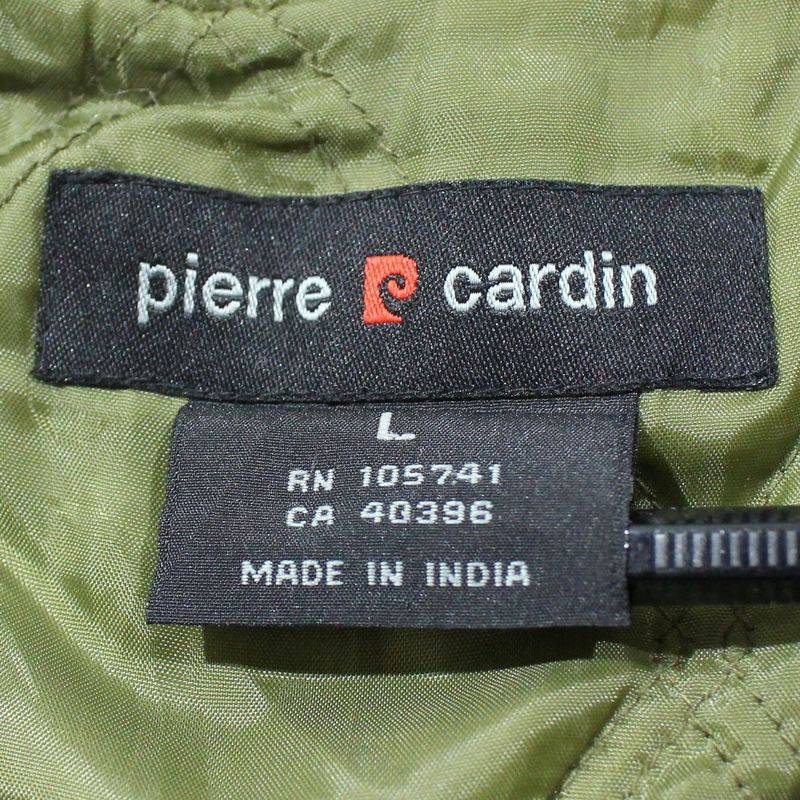 pierre cardin
L
RN 105741
CA 40396
MADE IN INDIA